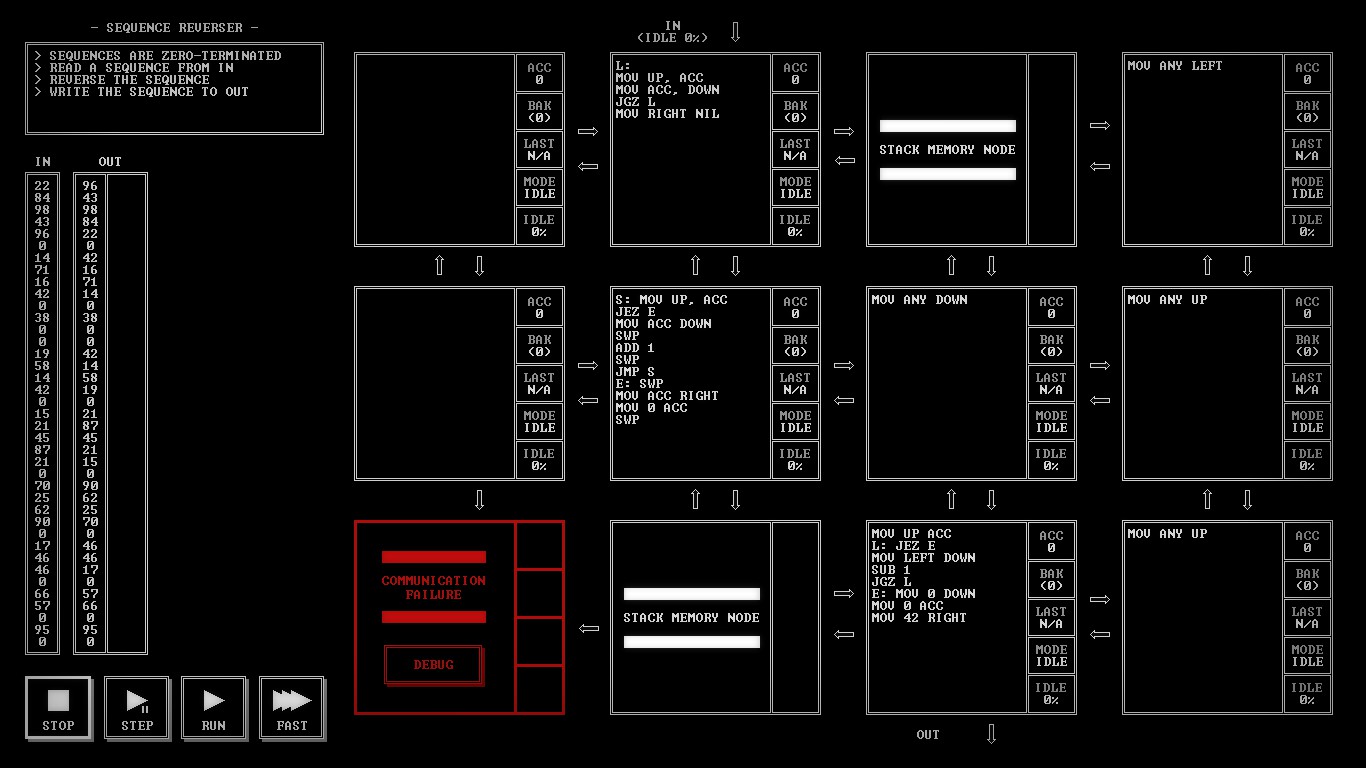 - SEQUENCE REVERSER -
> SEQUENCES ARE ZERO-TERMINATED
> READ A SEQUENCE FROM IN
> REVERSE THE SEQUENCE
> WRITE THE SEQUENCE TO OUT
IN OUT
22 96
84 43
98 98
43 84
96 22
0 0
14 42
71 16
16 71
42 14
0 0
38 38
0 0
0 0
19 42
58 14
14 58
42 19
0 0
15 21
21 87
45 45
87 21
21 15
0 0
70 90
25 62
62 25
90 70
0 0
17 46
46 46
46 17
0 0
66 57
57 66
0 0
95 95
0 0
STOP
STEP
RUN
FAST
IN
(IDLE 0%)
ACC
0
BAK
(0)
LAST
N/A
MODE
IDLE
IDLE
0%
L:
MOV UP, ACC
MOV ACC, DOWN
JGZ L
MOV RIGHT NIL
ACC
0
BAK
(0)
LAST
N/A
MODE
IDLE
IDLE
0%
STACK MEMORY NODE
MOV ANY LEFT
ACC
0
BAK
(0)
LAST
N/A
MODE
IDLE
IDLE
0%
ACC
0
BAK
(0)
LAST
N/A
MODE
IDLE
IDLE
0%
S: MOV UP, ACC
JEZ E
MOV ACC DOWN
SWP
ADD 1
SWP
JMP S
E: SWP
MOV ACC RIGHT
MOV 0 ACC
SWP
ACC
0
BAK
(0)
LAST
N/A
MODE
IDLE
IDLE
0%
MOV ANY DOWN
ACC
0
BAK
(0)
LAST
N/A
MODE
IDLE
IDLE
0%
MOV ANY UP
ACC
0
BAK
(0)
LAST
N/A
MODE
IDLE
IDLE
0%
COMMUNICATION
FAILURE
DEBUG
STACK MEMORY NODE
MOV UP ACC
L: JEZ E
MOV LEFT DOWN
SUB 1
JGZ L
E: MOV 0 DOWN
MOV 0 ACC
MOV 42 RIGHT
ACC
0
BAK
(0)
LAST
N/A
MODE
IDLE
IDLE
0%
MOV ANY UP
ACC
0
BAK
(0)
LAST
N/A
MODE
IDLE
IDLE
0%
OUT